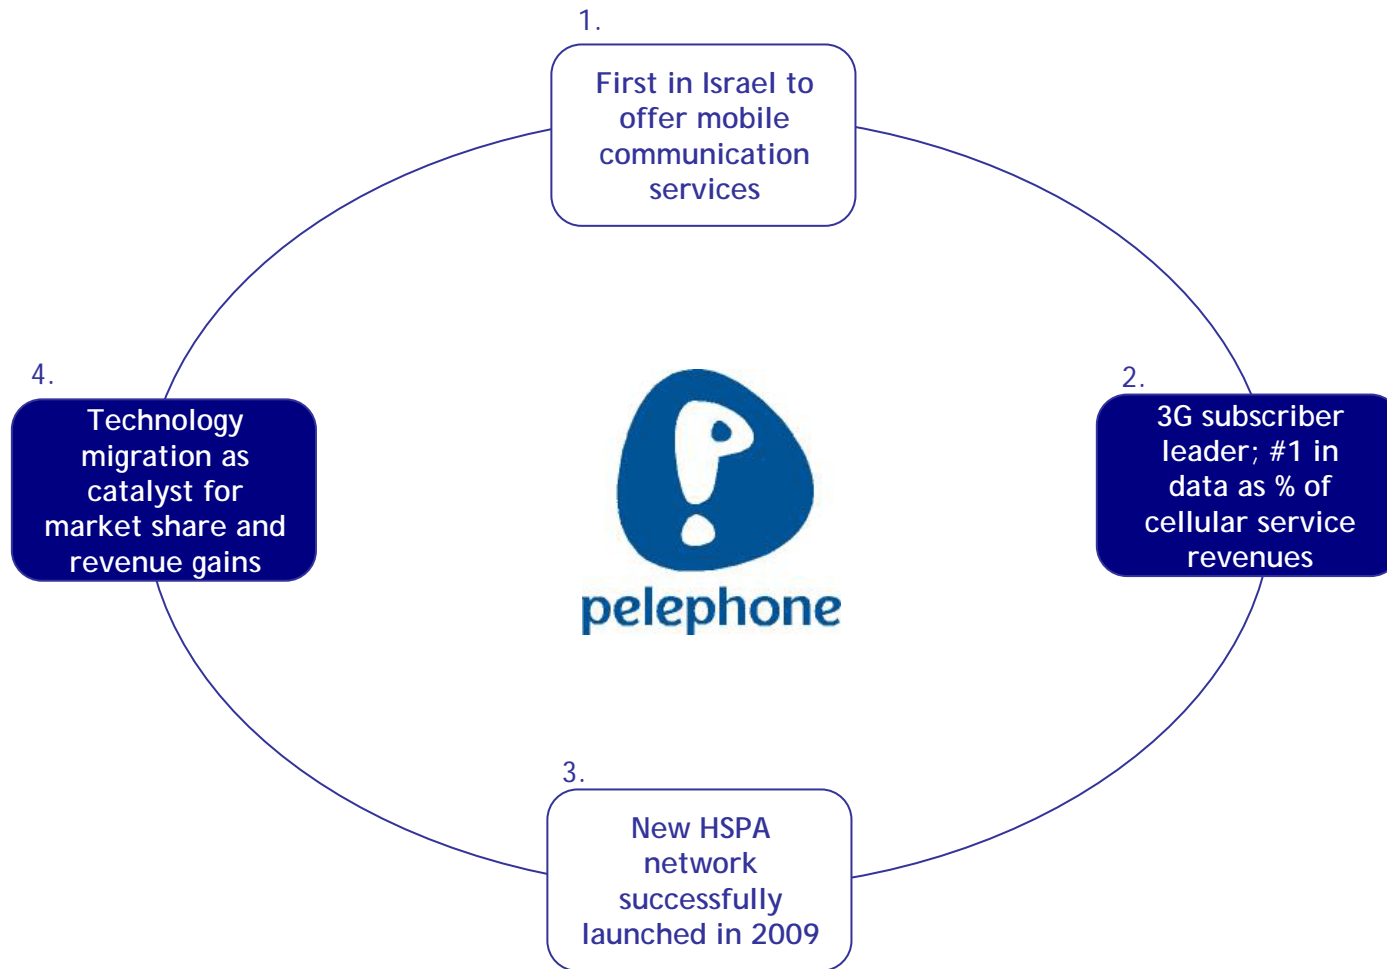 1.
First in Israel to
offer mobile
communication
services
2.
3G subscriber
leader; #1 in
data as % of
cellular service
revenues
3.
New HSPA
network
successfully
launched in 2009
4.
Technology
migration as
catalyst for
market share and
revenue gains
pelephone